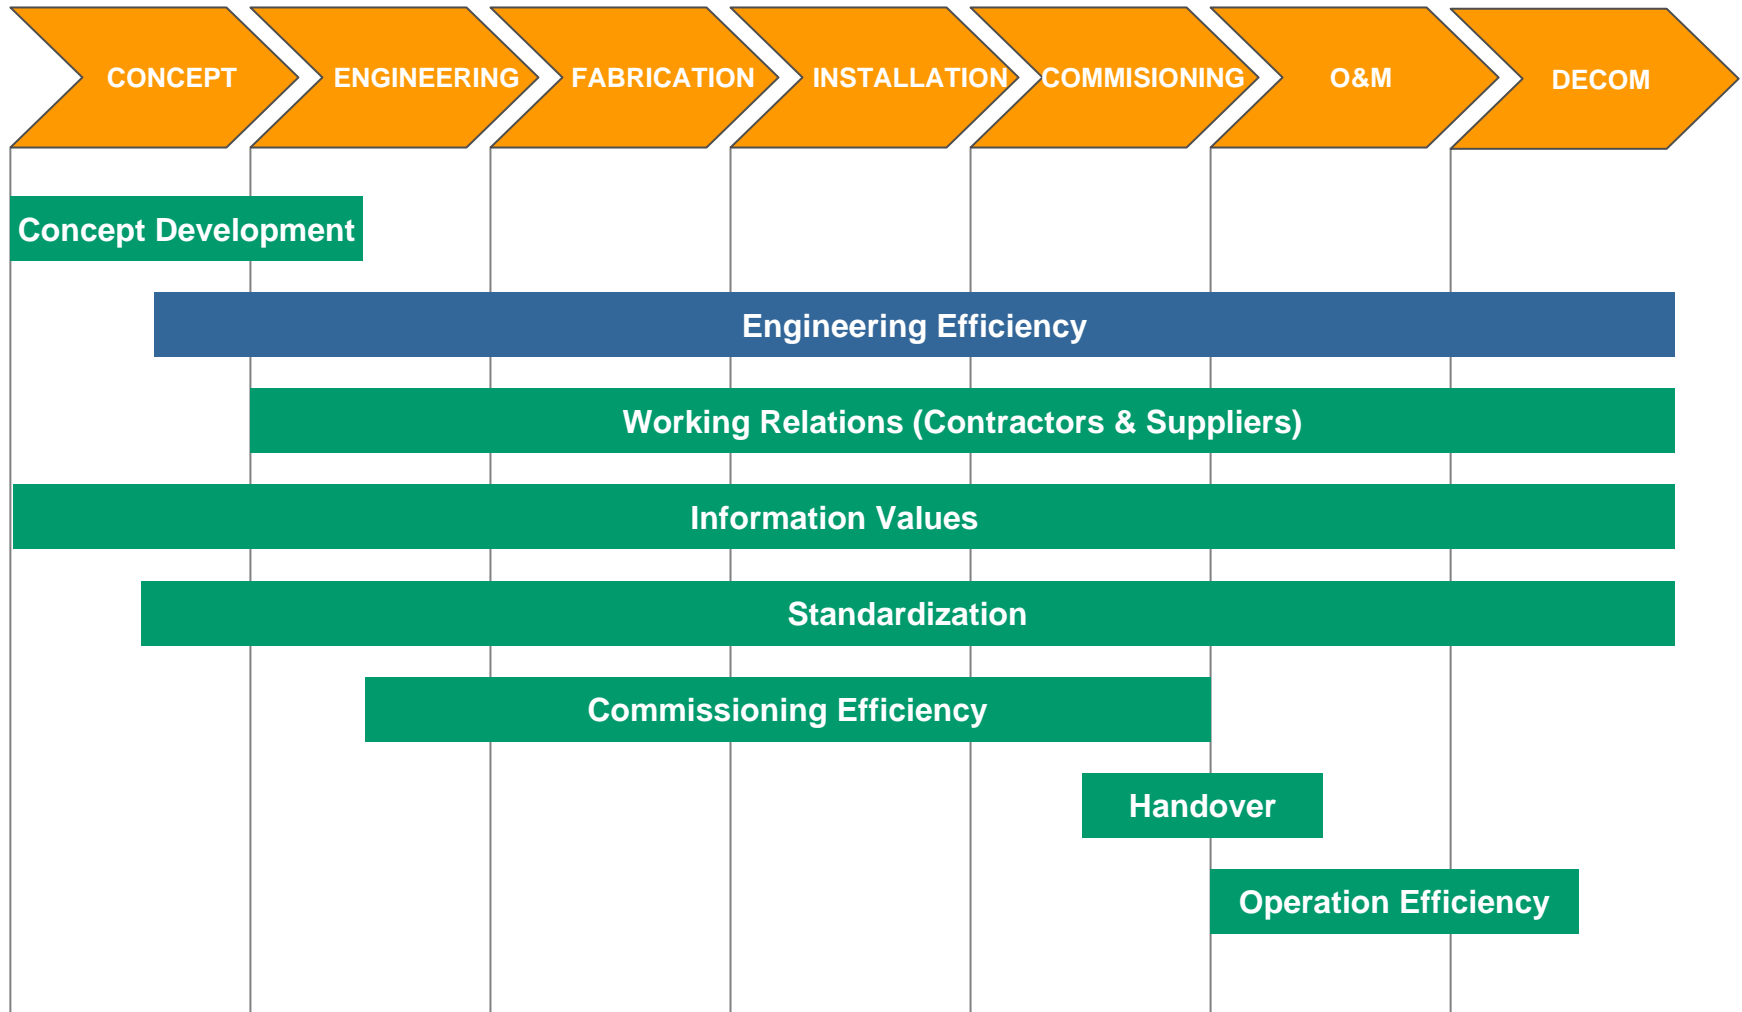 CONCEPT
ENGINEERING
FABRICATION
INSTALLATION
COMMISIONING
O&M
DECOM
Concept Development
Engineering Efficiency
Working Relations (Contractors & Suppliers)
Information Values
Standardization
Commissioning Efficiency
Handover
Operation Efficiency